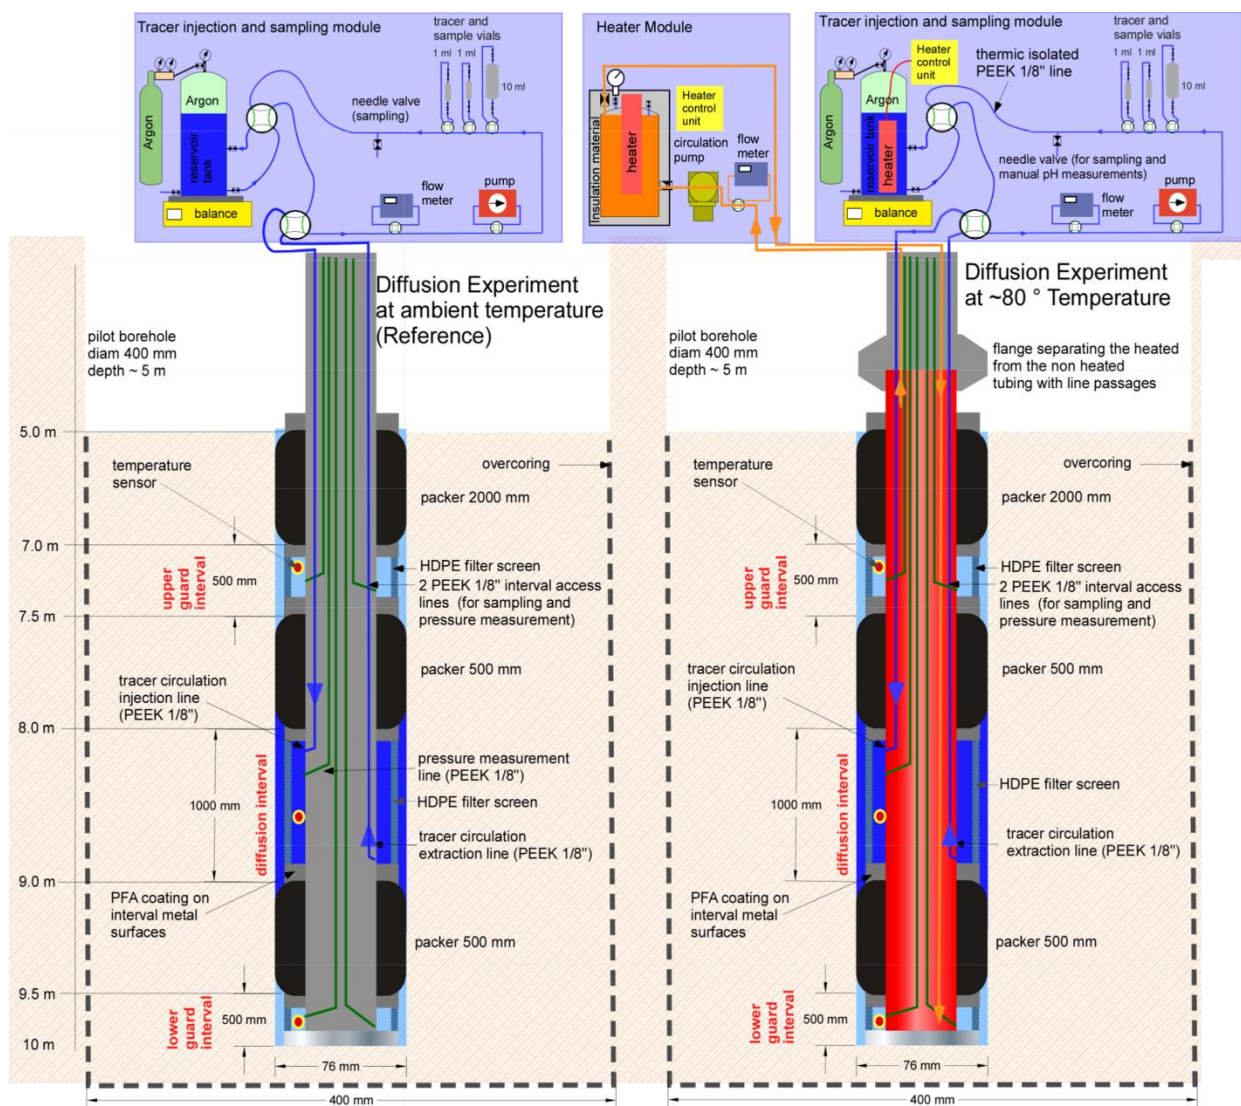 Tracer injection and sampling module
tracer and
sample vials
1 ml
1 ml
10 ml
Argon
Argon
reservoir
tank
needle valve
(sampling)
flow
meter
pump
balance
Heater Module
Insulation material
heater
Heater
control
unit
circulation
pump
flow
meter
Tracer injection and sampling module
Heater
control
unit
thermic isolated
PEEK 1/8" line
tracer and
sample vials
1 ml
1 ml
10 ml
Argon
Argon
reservoir tank
heater
needle valve (for sampling and
manual pH measurements)
flow
meter
pump
balance
Diffusion Experiment
at ambient temperature
(Reference)
Diffusion Experiment
at ~80 ° Temperature
pilot borehole
diam 400 mm
depth ~ 5 m
pilot borehole
diam 400 mm
depth ~ 5 m
flange separating the heated
from the non heated
tubing with line passages
5.0 m
7.0 m
7.5 m
8.0 m
9.0 m
9.5 m
10 m
temperature
sensor
overcoring
packer 2000 mm
upper
guard
interval
500 mm
HDPE filter screen
2 PEEK 1/8" interval access
lines (for sampling and
pressure measurement)
packer 500 mm
tracer circulation
injection line
(PEEK 1/8")
pressure measurement
line (PEEK 1/8")
1000 mm
diffusion interval
HDPE filter screen
tracer circulation
extraction line (PEEK 1/8")
PFA coating on
interval metal
surfaces
packer 500 mm
lower
guard
interval
500 mm
76 mm
400 mm
temperature
sensor
overcoring
packer 2000 mm
upper
guard
interval
500 mm
HDPE filter screen
2 PEEK 1/8" interval access
lines (for sampling and
pressure measurement)
packer 500 mm
tracer circulation
injection line
(PEEK 1/8")
1000 mm
diffusion interval
HDPE filter screen
tracer circulation
extraction line (PEEK 1/8")
PFA coating on
interval metal
surfaces
packer 500 mm
lower
guard
interval
500 mm
76 mm
400 mm